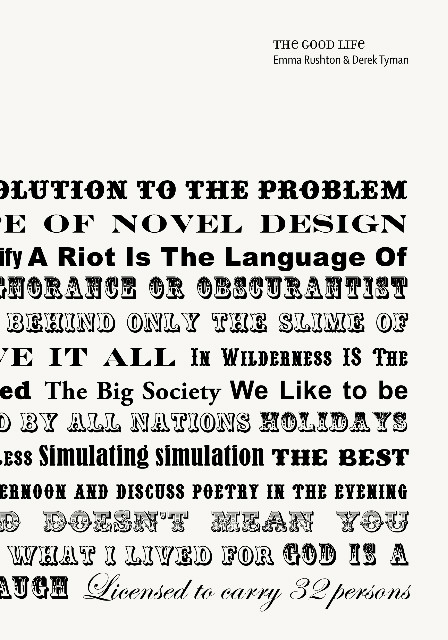 THE GOOD LIFE
Emma Rushton & Derek Tyman
OLUTION TO THE PROBLEM
PE OF NOVEL DESIGN
ify A Riot Is The Language Of
GNORANCE OR OBSCURANTIST
BEHIND ONLY THE SLIME OF
VE IT ALL IN WILDERNESS IS THE
ed The Big Society We Like to be
D BY ALL NATIONS HOLIDAYS
LESS Simulating simulation THE BEST
ERNOON AND DISCUSS POETRY IN THE EVENING
D DOESN'T MEAN YOU
WHAT I LIVED FOR GOD IS A
AUGH Licensed to carry 32 persons